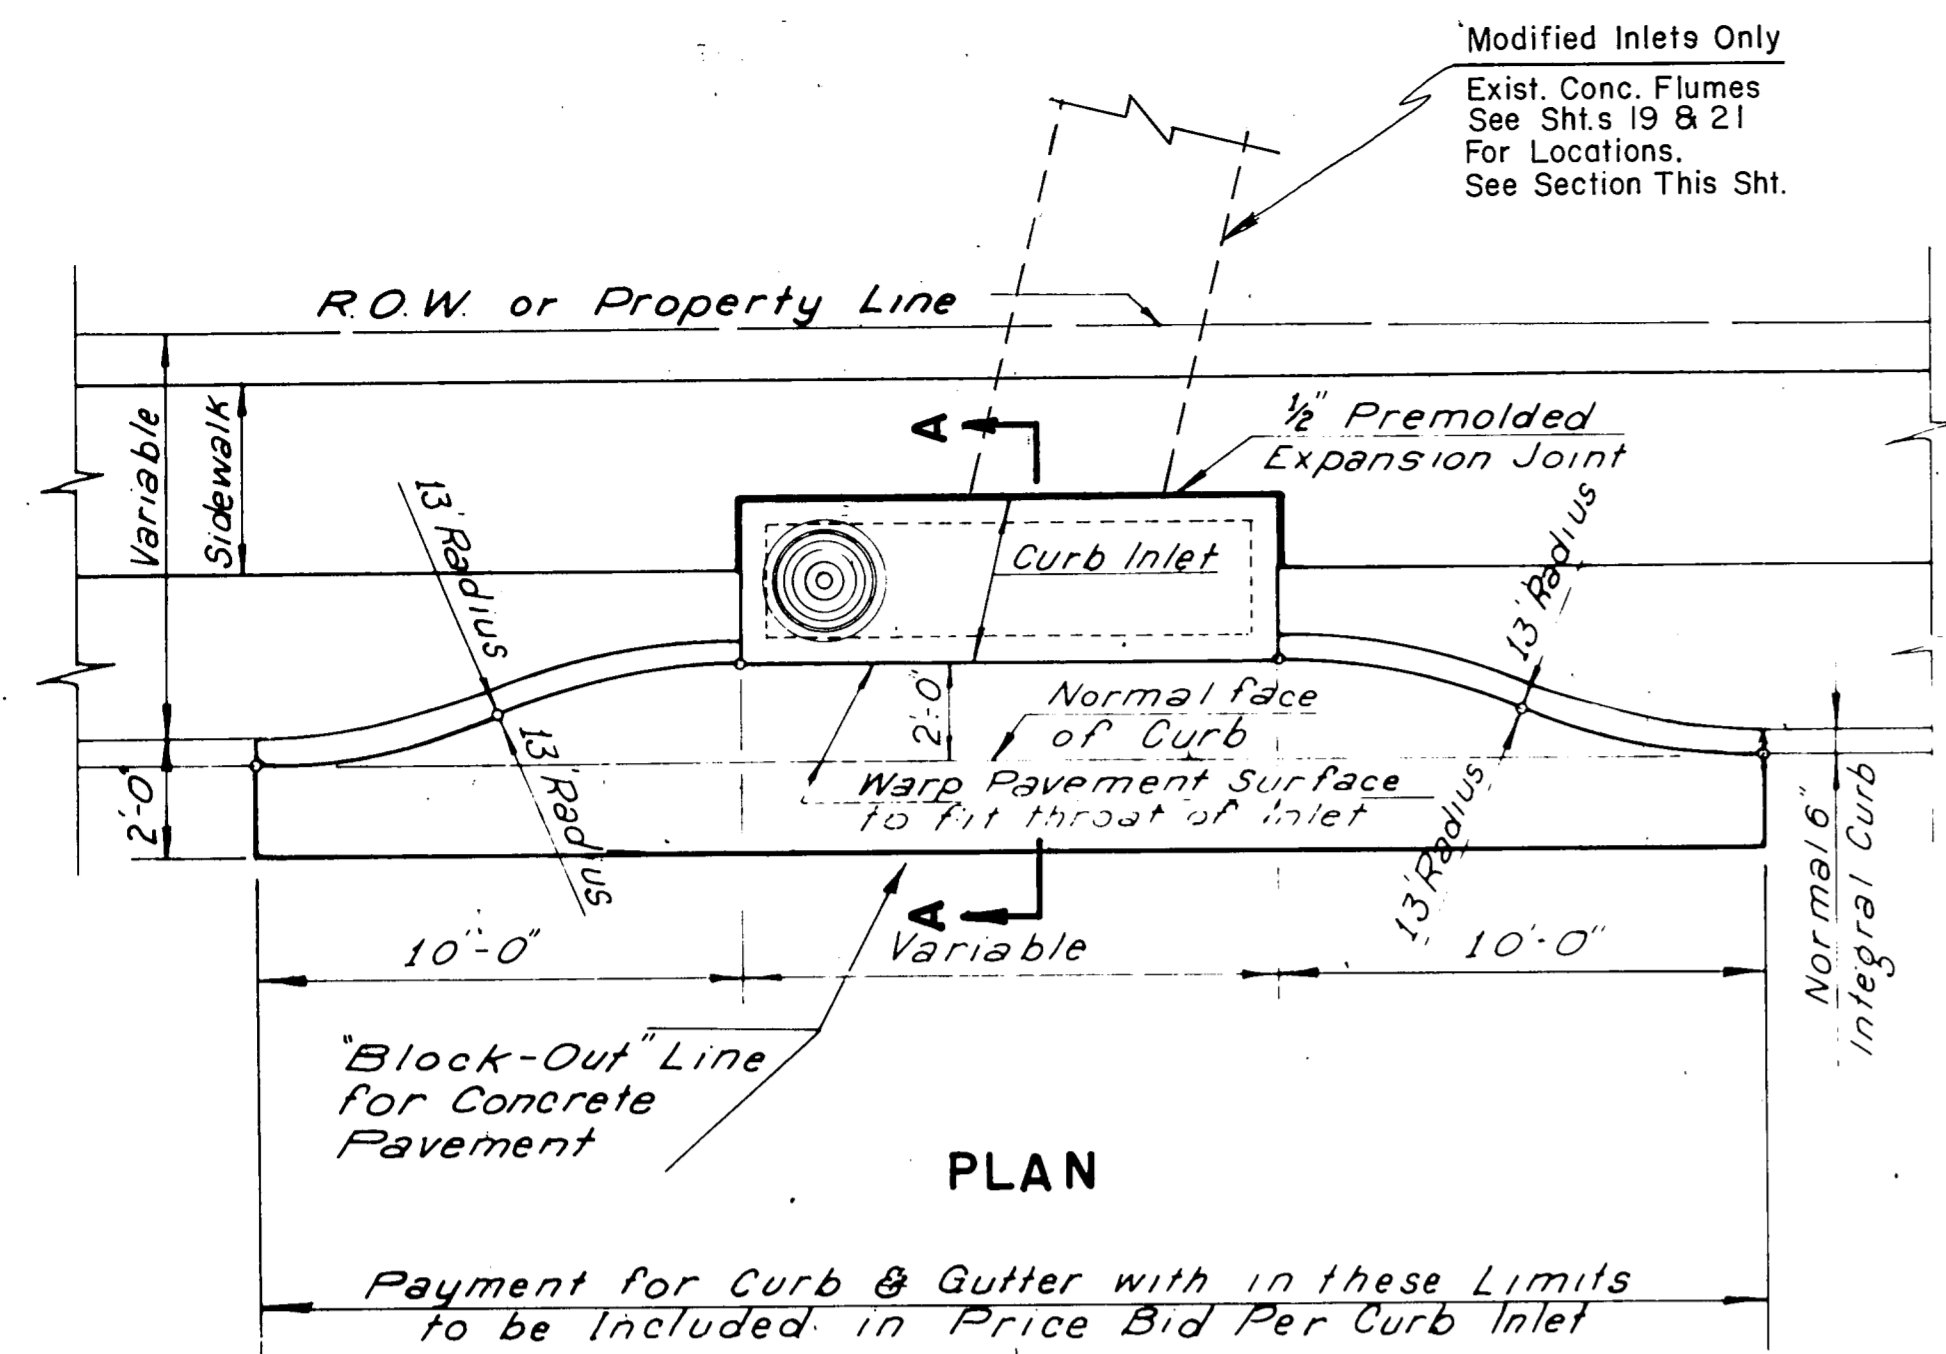 Modified Inlets Only
Exist. Conc. Flumes
See Sht.s 19 & 21
For Locations.
See Section This Sht.
R.O.W. or Property Line
Variable
Sidewalk
A
1/2" Premolded
Expansion Joint
13' Radius
Curb Inlet
13' Radius
2'-0"
Normal face
of Curb
Warp Pavement Surface
to fit throat of Inlet
2'-0"
13' Radius
13' Radius
Normal 6"
Integral Curb
A
10'-0"
Variable
10'-0"
"Block-Out" Line
for Concrete
Pavement
PLAN
Payment for Curb & Gutter with in these Limits
to be Included in Price Bid Per Curb Inlet